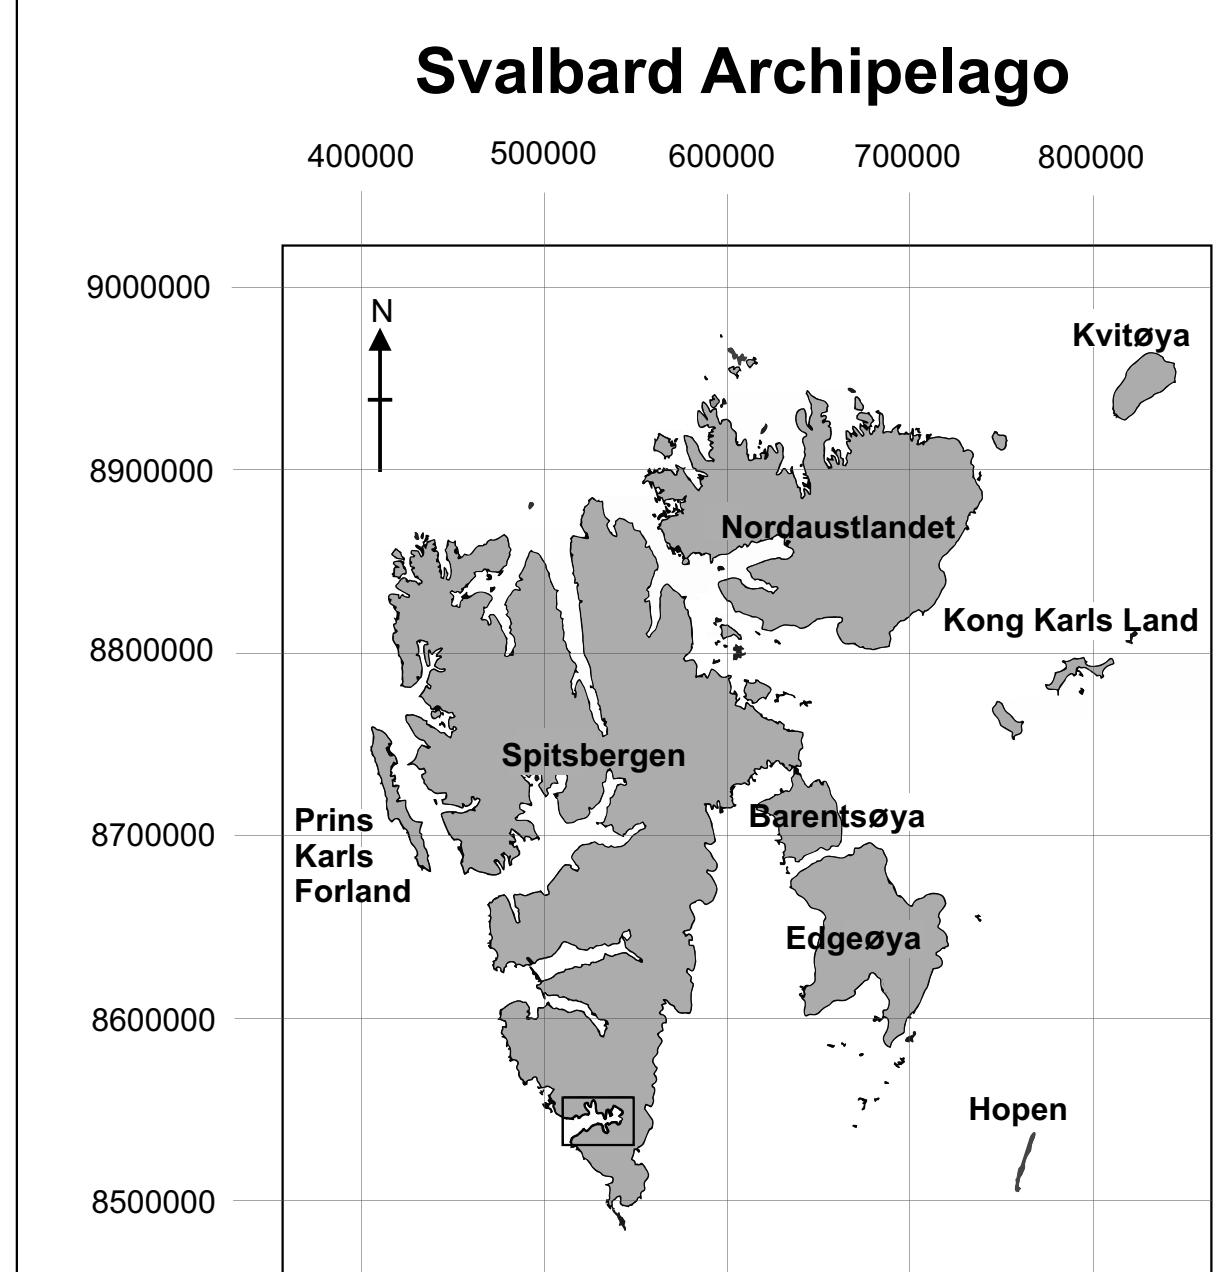 Svalbard Archipelago
400000 500000 600000 700000 800000
9000000
N
Kvitøya
8900000
Nordaustlandet
Kong Karls Land
8800000
Spitsbergen
Prins
Karls
Forland
Barentsøya
8700000
Edgeøya
8600000
Hopen
8500000